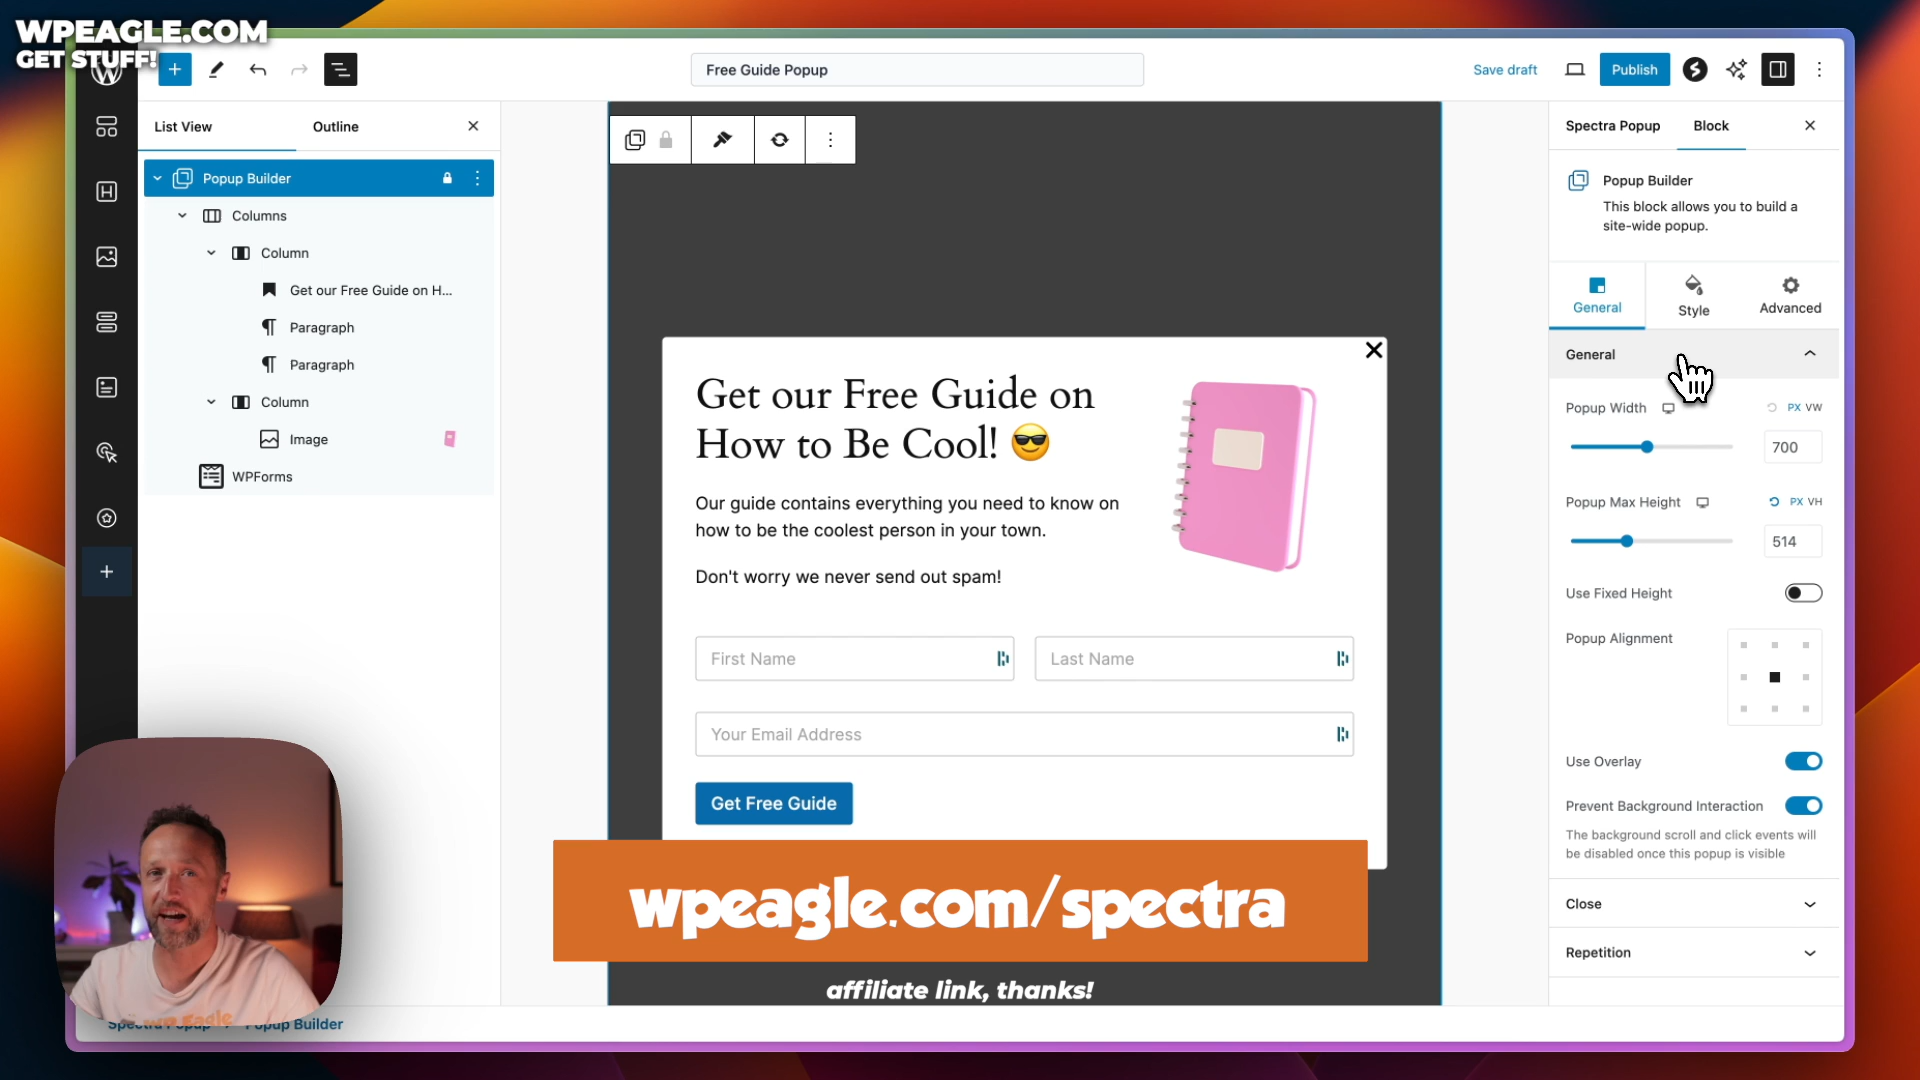 WPEAGLE.COM
GET STUFF!
Free Guide Popup
Save draft
Publish
List View
Outline
Popup Builder
Columns
Column
Get our Free Guide on H...
Paragraph
Paragraph
Column
Image
WPForms
Get our Free Guide on
How to Be Cool! 😎
Our guide contains everything you need to know on
how to be the coolest person in your town.
Don't worry we never send out spam!
First Name
Last Name
Your Email Address
Get Free Guide
wpeagle.com/spectra
affiliate link, thanks!
Spectra Popup
Block
Popup Builder
This block allows you to build a
site-wide popup.
General
Style
Advanced
General
Popup Width
PX VW
700
Popup Max Height
PX VH
514
Use Fixed Height
Popup Alignment
Use Overlay
Prevent Background Interaction
The background scroll and click events will
be disabled once this popup is visible
Close
Repetition
WP Eagle
Spectra Popup
Popup Builder